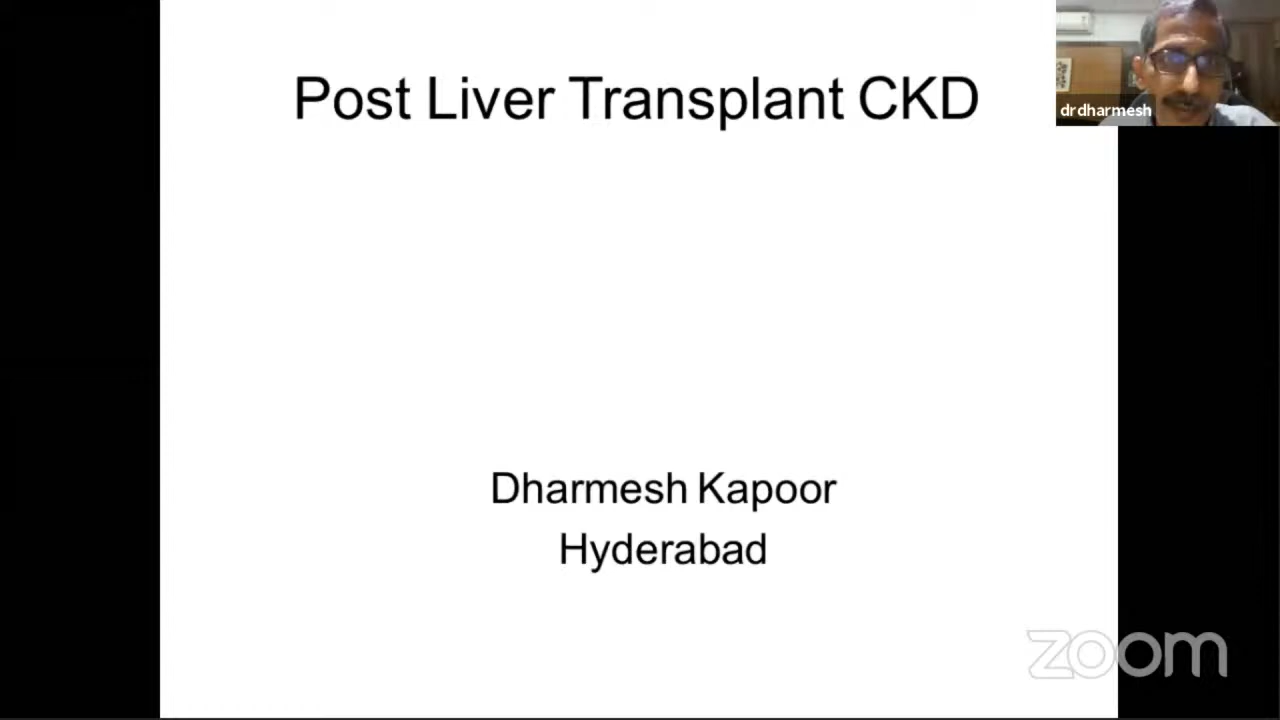 Post Liver Transplant CKD
drdharmesh
Dharmesh Kapoor
Hyderabad
zoom